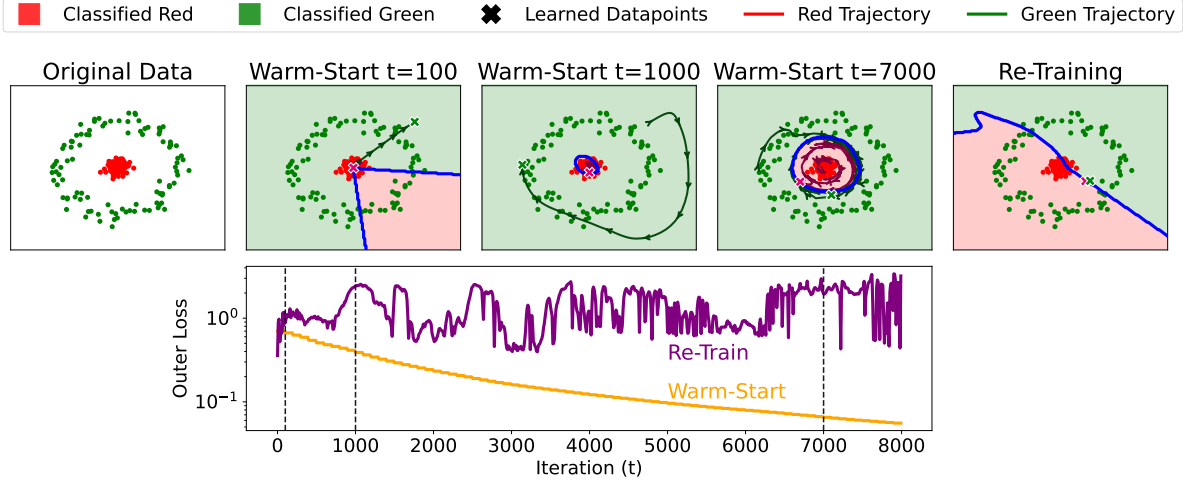 Classified Red Classified Green Learned Datapoints Red Trajectory Green Trajectory
Original Data Warm-Start t=100 Warm-Start t=1000 Warm-Start t=7000 Re-Training
Outer Loss
10⁰
10⁻¹
Re-Train
Warm-Start
0 1000 2000 3000 4000 5000 6000 7000 8000
Iteration (t)